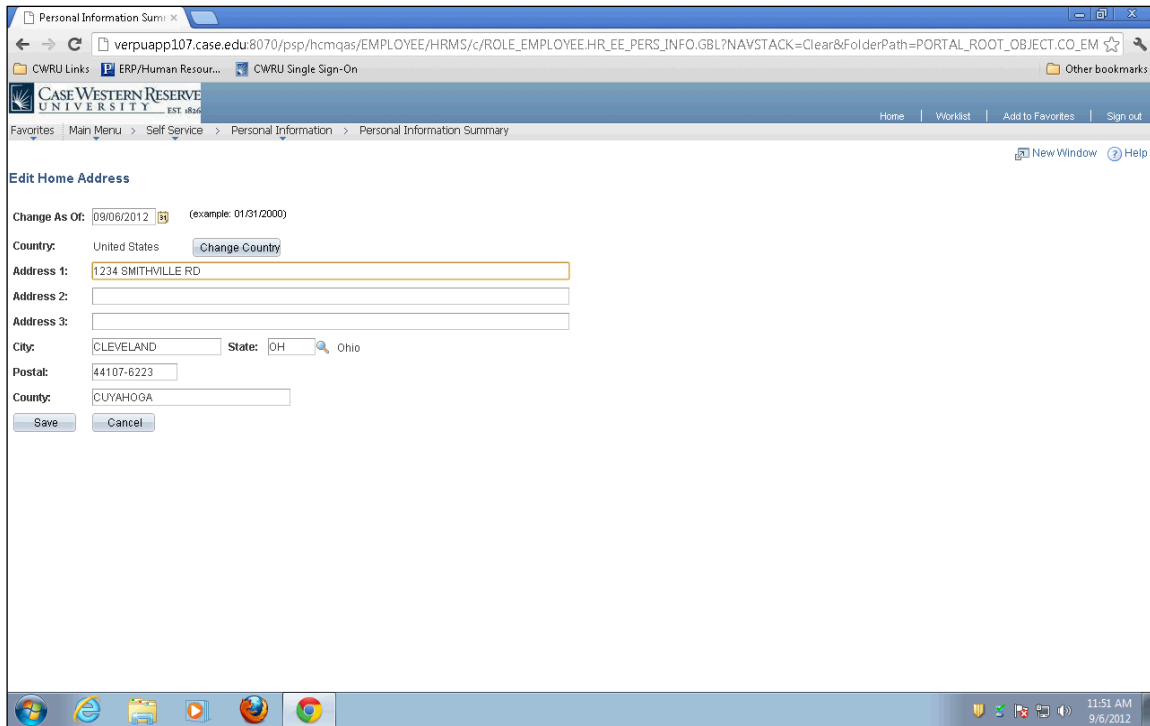 Personal Information Summ
verpuapp107.case.edu:8070/psp/hcmqas/EMPLOYEE/HRMS/c/ROLE_EMPLOYEE.HR_EE_PERS_INFO.GBL?NAVSTACK=Clear&FolderPath=PORTAL_ROOT_OBJECT.CO_EM
CWRU Links ERP/Human Resour... CWRU Single Sign-On Other bookmarks
CASE WESTERN RESERVE
UNIVERSITY EST. 1826
Home | Worklist | Add to Favorites | Sign out
Favorites Main Menu > Self Service > Personal Information > Personal Information Summary
New Window Help
Edit Home Address
Change As Of: 09/06/2012 31 (example: 01/31/2000)
Country: United States Change Country
Address 1: 1234 SMITHVILLE RD
Address 2:
Address 3:
City: CLEVELAND State: OH Ohio
Postal: 44107-6223
County: CUYAHOGA
Save Cancel
11:51 AM
9/6/2012